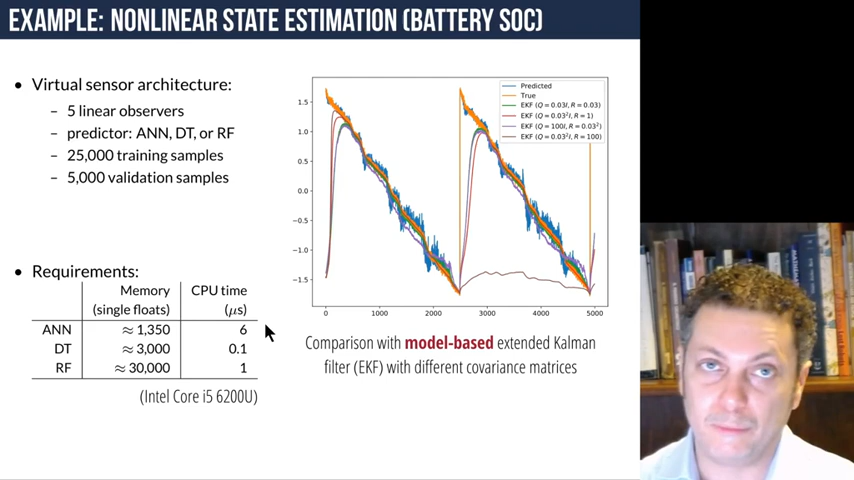 EXAMPLE: NONLINEAR STATE ESTIMATION (BATTERY SOC)
• Virtual sensor architecture:
– 5 linear observers
– predictor: ANN, DT, or RF
– 25,000 training samples
– 5,000 validation samples
• Requirements:
Memory CPU time
(single floats) (μs)
ANN ≈ 1,350 6
DT ≈ 3,000 0.1
RF ≈ 30,000 1
(Intel Core i5 6200U)
Predicted
True
EKF (Q = 0.03I, R = 0.03)
EKF (Q = 0.03²I, R = 1)
EKF (Q = 100I, R = 0.03²)
EKF (Q = 0.03²I, R = 100)
1.5
1.0
0.5
0.0
−0.5
−1.0
−1.5
0 1000 2000 3000 4000 5000
Comparison with model-based extended Kalman
filter (EKF) with different covariance matrices